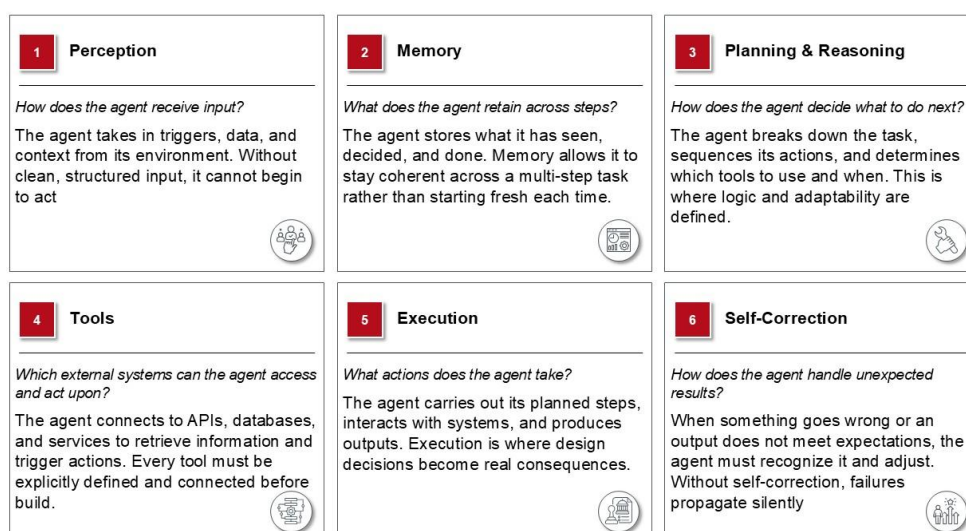 1 Perception
How does the agent receive input?
The agent takes in triggers, data, and
context from its environment. Without
clean, structured input, it cannot begin
to act
2 Memory
What does the agent retain across steps?
The agent stores what it has seen,
decided, and done. Memory allows it to
stay coherent across a multi-step task
rather than starting fresh each time.
3 Planning & Reasoning
How does the agent decide what to do next?
The agent breaks down the task,
sequences its actions, and determines
which tools to use and when. This is
where logic and adaptability are
defined.
4 Tools
Which external systems can the agent access
and act upon?
The agent connects to APIs, databases,
and services to retrieve information and
trigger actions. Every tool must be
explicitly defined and connected before
build.
5 Execution
What actions does the agent take?
The agent carries out its planned steps,
interacts with systems, and produces
outputs. Execution is where design
decisions become real consequences.
6 Self-Correction
How does the agent handle unexpected
results?
When something goes wrong or an
output does not meet expectations, the
agent must recognize it and adjust.
Without self-correction, failures
propagate silently